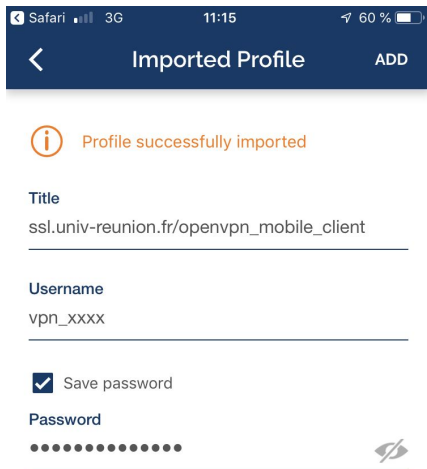 Safari 3G 11:15 60 %
Imported Profile ADD
Profile successfully imported
Title
ssl.univ-reunion.fr/openvpn_mobile_client
Username
vpn_xxxx
Save password
Password
••••••••••••••